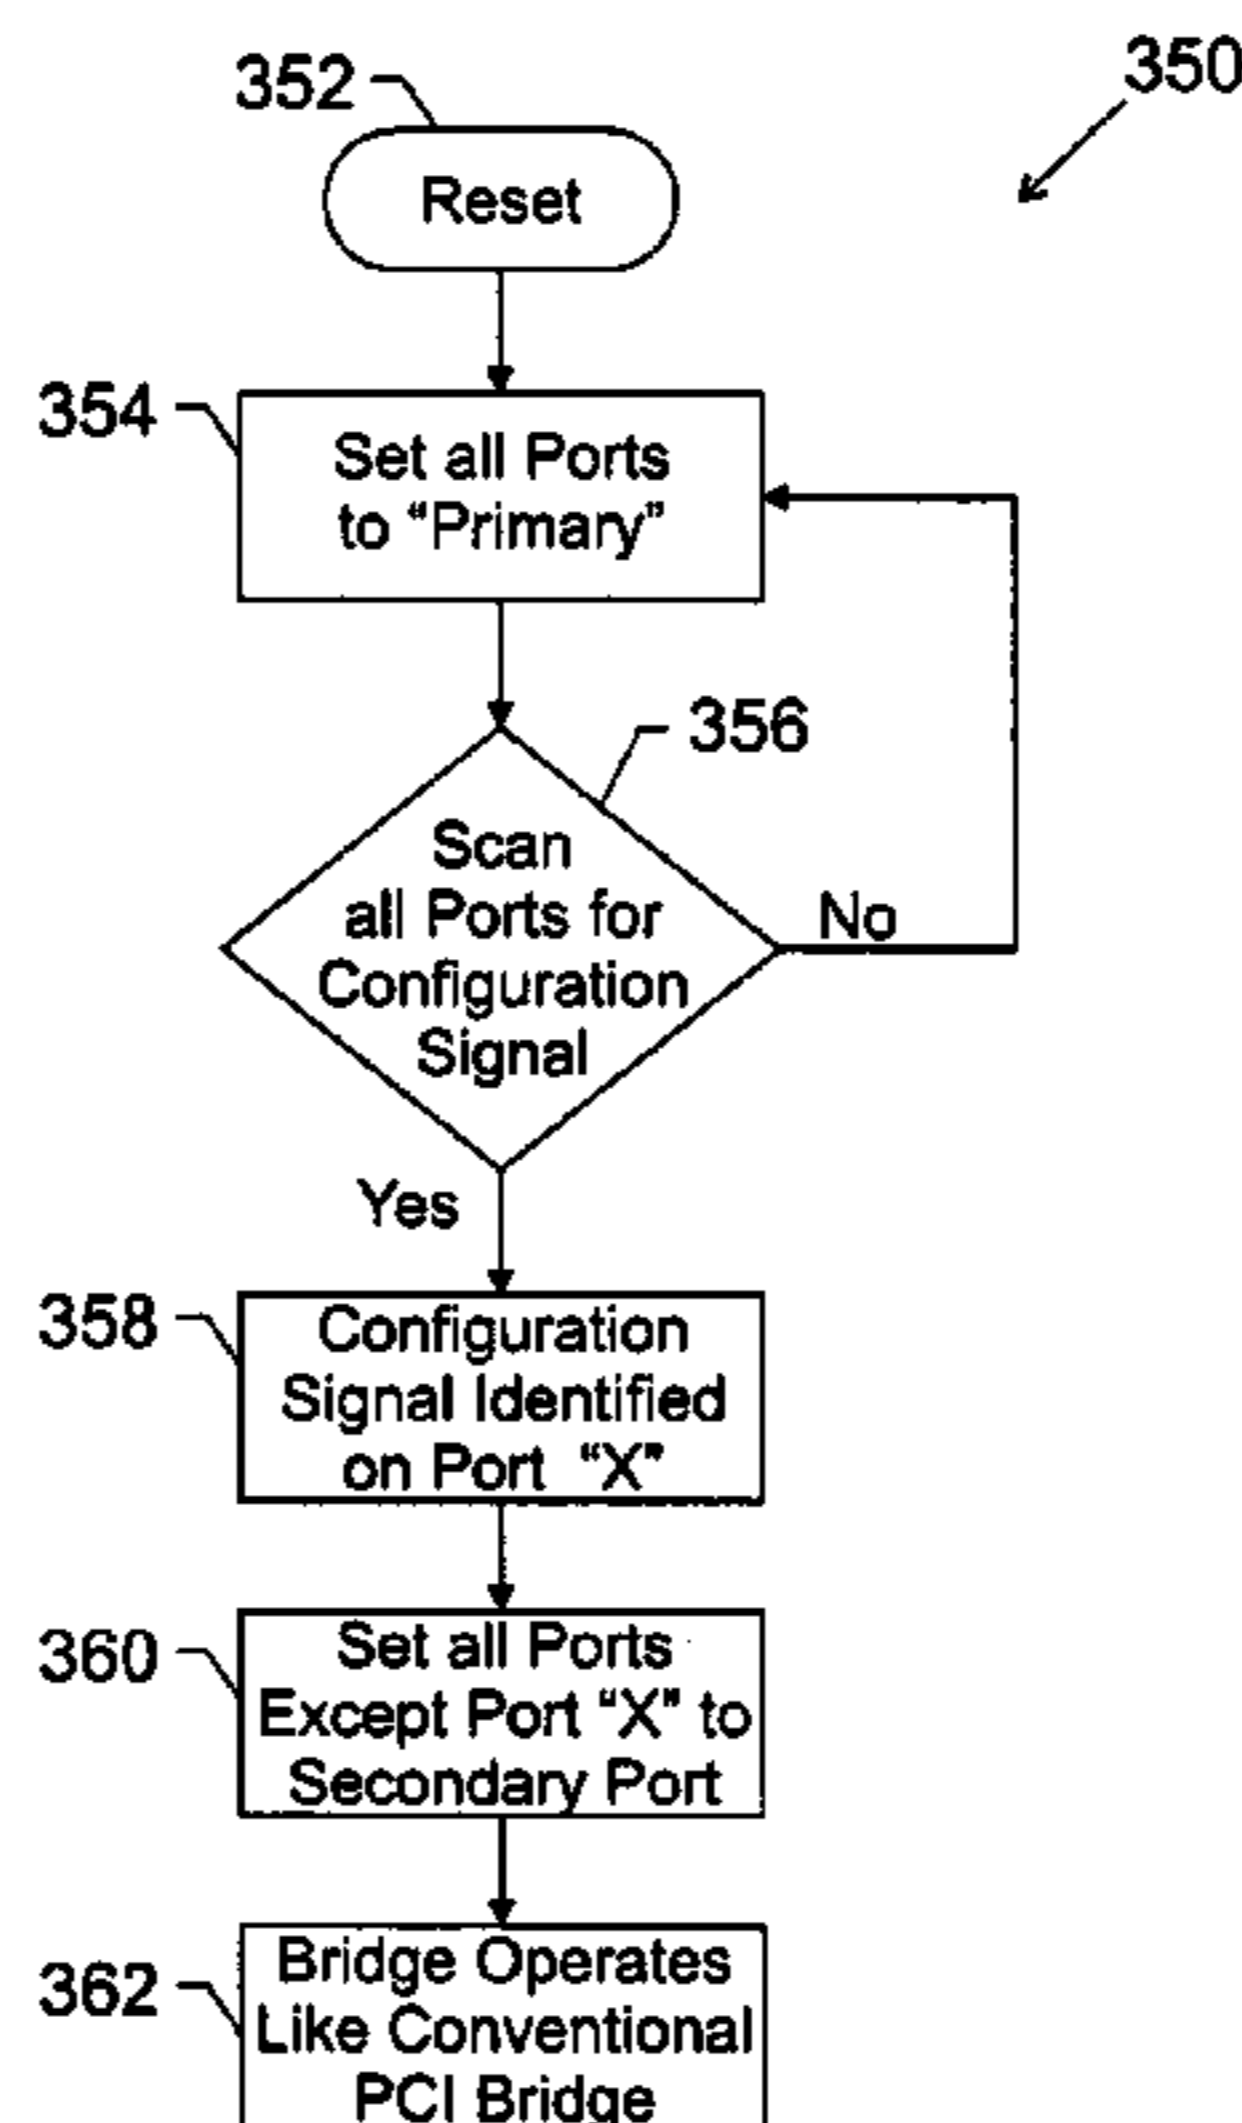 352
350
Reset
354
Set all Ports
to “Primary”
356
Scan
all Ports for
Configuration
Signal
No
Yes
358
Configuration
Signal Identified
on Port “X”
360
Set all Ports
Except Port “X” to
Secondary Port
362
Bridge Operates
Like Conventional
PCI Bridge